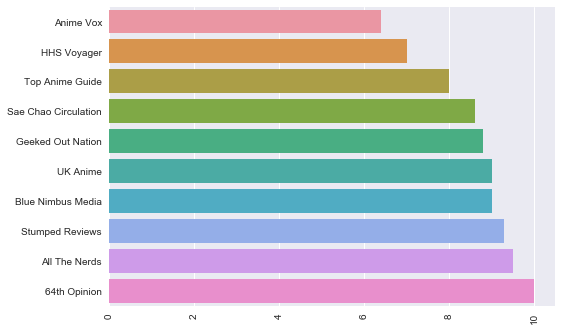 Anime Vox
HHS Voyager
Top Anime Guide
Sae Chao Circulation
Geeked Out Nation
UK Anime
Blue Nimbus Media
Stumped Reviews
All The Nerds
64th Opinion
0 2 4 6 8 10